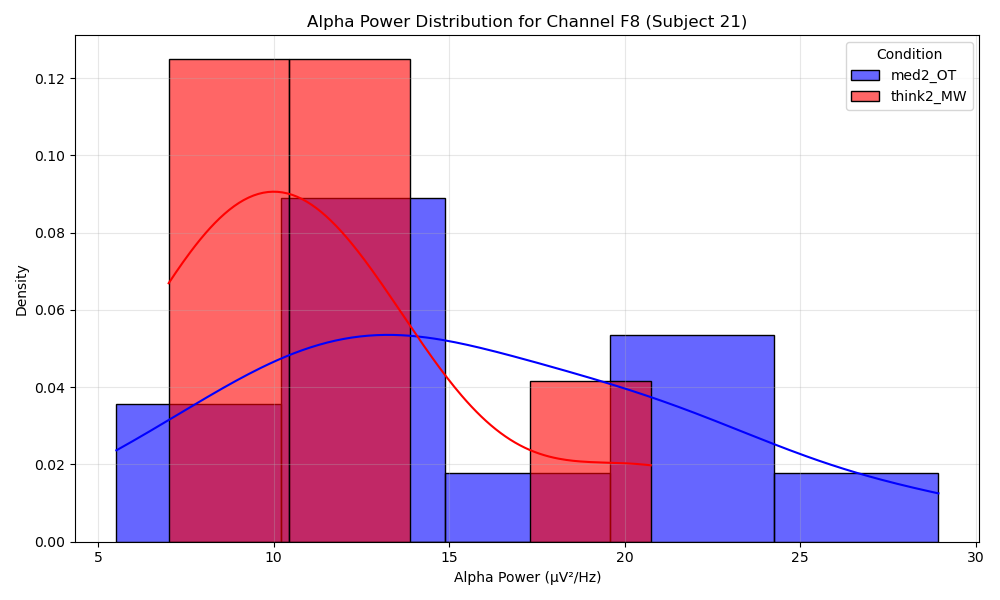 Alpha Power Distribution for Channel F8 (Subject 21)
Condition
med2_OT
think2_MW
Density
0.12
0.10
0.08
0.06
0.04
0.02
0.00
5
10
15
20
25
30
Alpha Power (μV²/Hz)